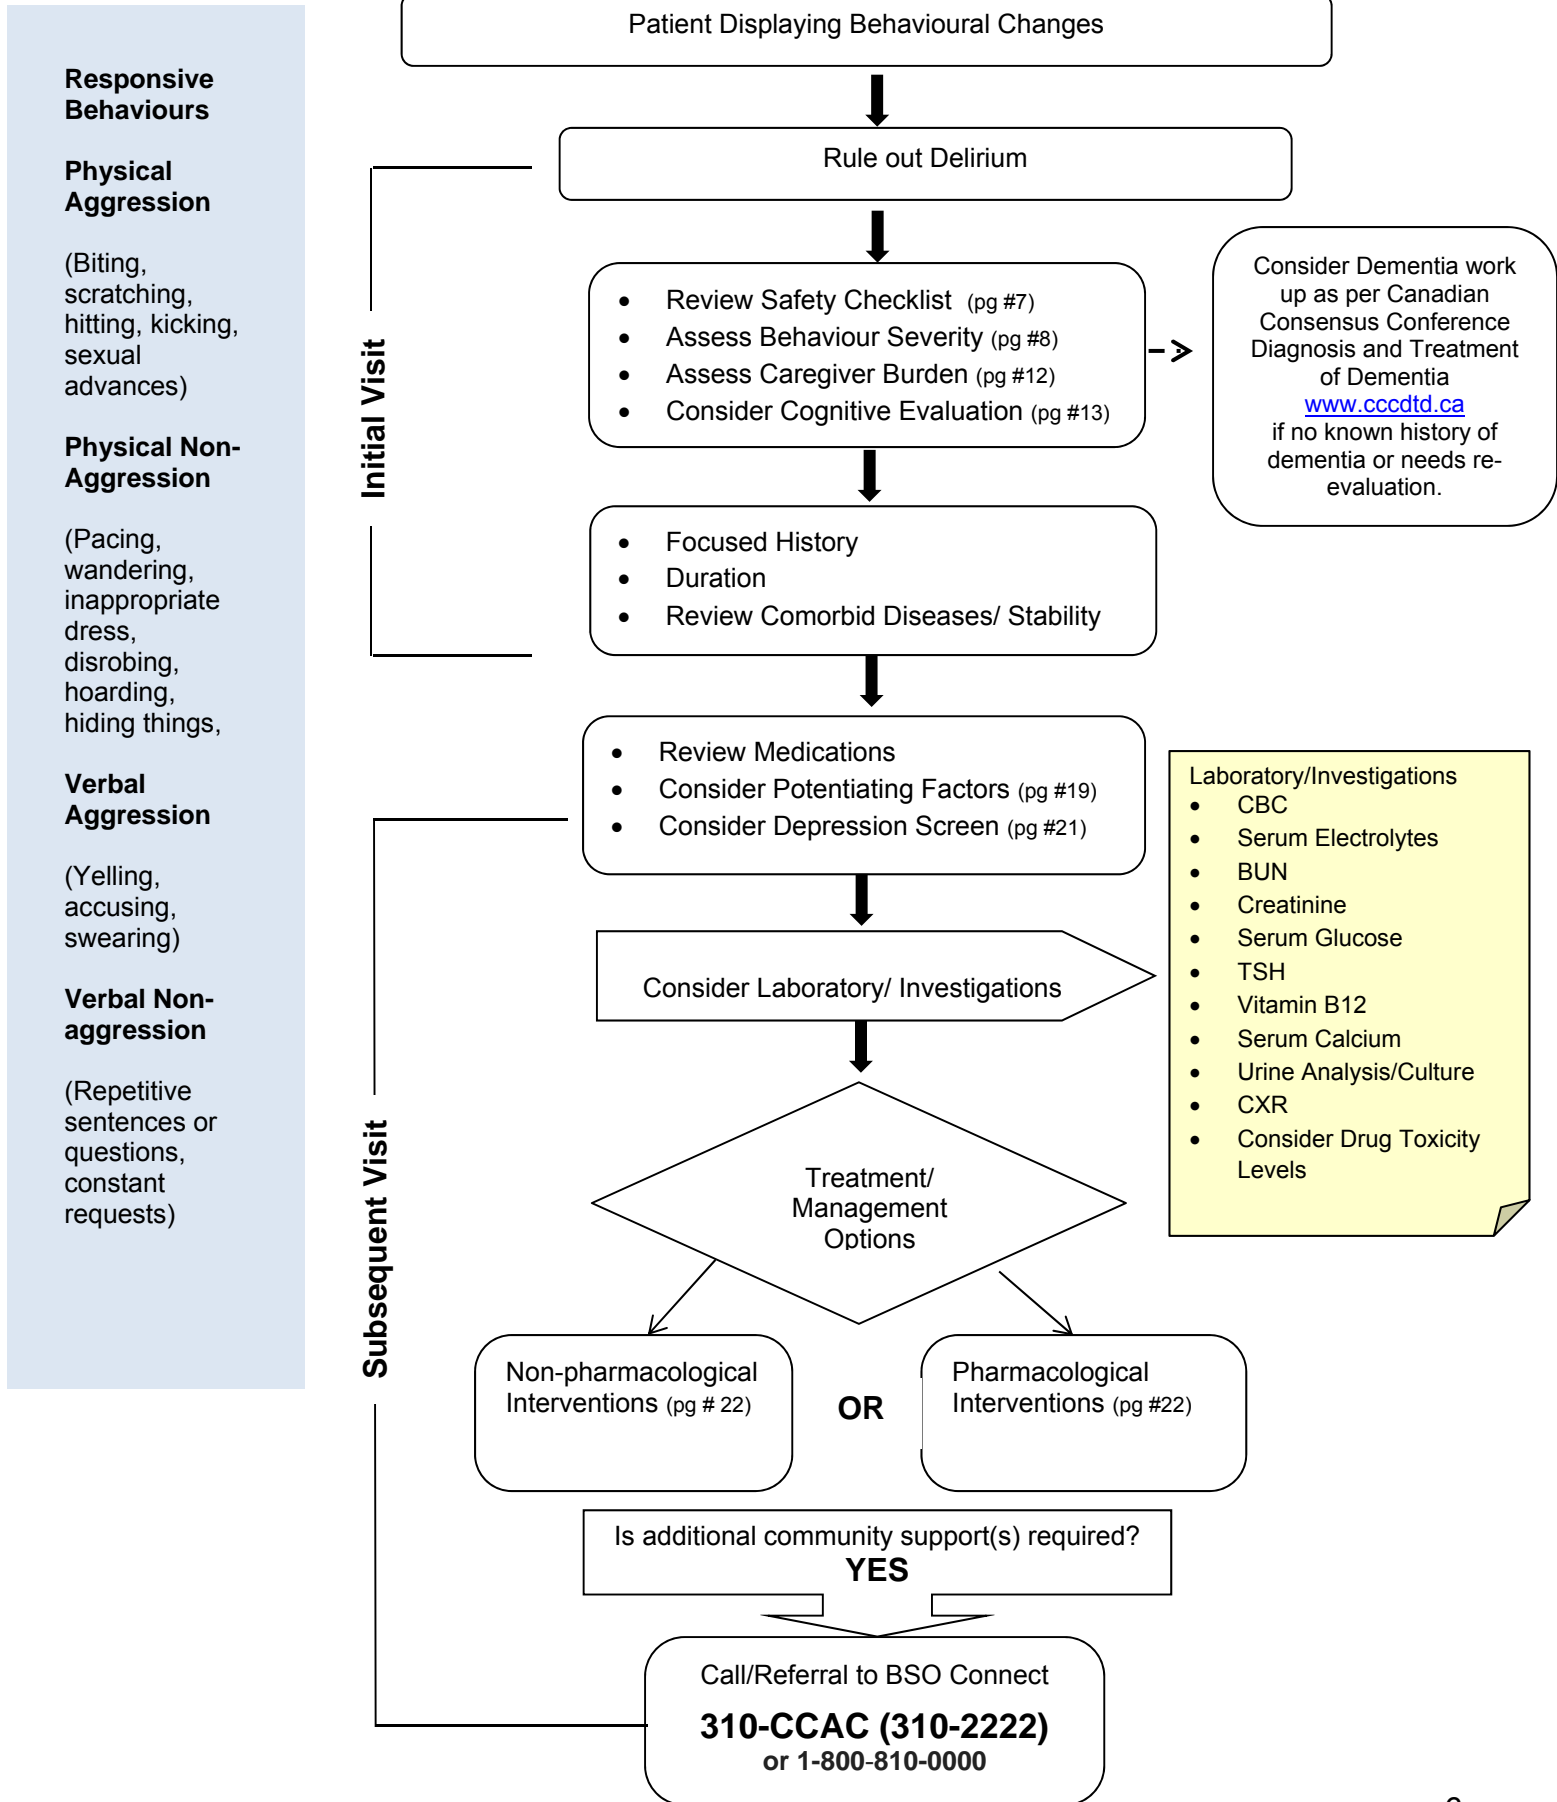 Responsive
Behaviours
Physical
Aggression
(Biting,
scratching,
hitting, kicking,
sexual
advances)
Physical Non-
Aggression
(Pacing,
wandering,
inappropriate
dress,
disrobing,
hoarding,
hiding things,
Verbal
Aggression
(Yelling,
accusing,
swearing)
Verbal Non-
aggression
(Repetitive
sentences or
questions,
constant
requests)
Patient Displaying Behavioural Changes
Initial Visit
Rule out Delirium
• Review Safety Checklist (pg #7)
• Assess Behaviour Severity (pg #8)
• Assess Caregiver Burden (pg #12)
• Consider Cognitive Evaluation (pg #13)
Consider Dementia work
up as per Canadian
Consensus Conference
Diagnosis and Treatment
of Dementia
www.cccdtd.ca
if no known history of
dementia or needs re-
evaluation.
• Focused History
• Duration
• Review Comorbid Diseases/ Stability
Subsequent Visit
• Review Medications
• Consider Potentiating Factors (pg #19)
• Consider Depression Screen (pg #21)
Consider Laboratory/ Investigations
Laboratory/Investigations
• CBC
• Serum Electrolytes
• BUN
• Creatinine
• Serum Glucose
• TSH
• Vitamin B12
• Serum Calcium
• Urine Analysis/Culture
• CXR
• Consider Drug Toxicity
Levels
Treatment/
Management
Options
Non-pharmacological
Interventions (pg # 22)
OR
Pharmacological
Interventions (pg #22)
Is additional community support(s) required?
YES
Call/Referral to BSO Connect
310-CCAC (310-2222)
or 1-800-810-0000